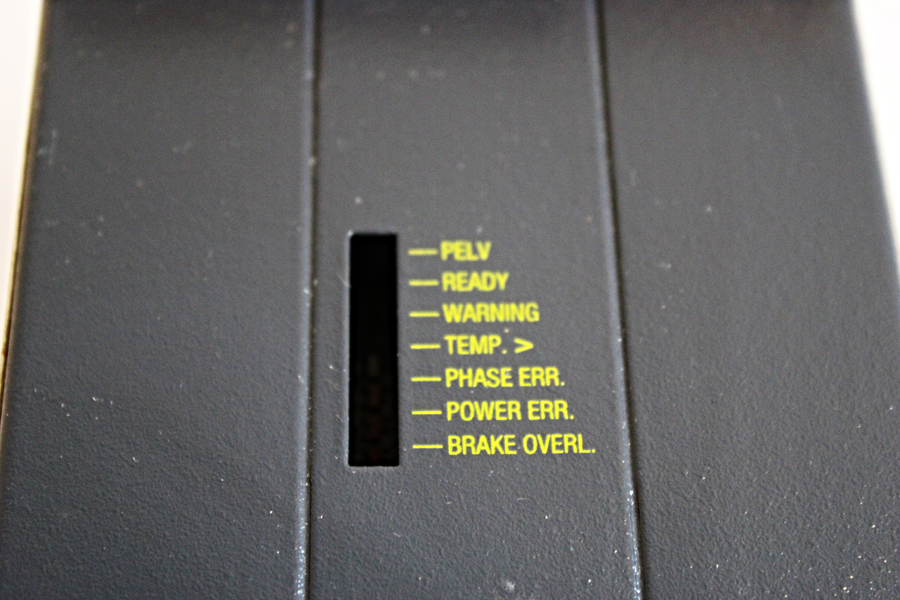 PELV
READY
WARNING
TEMP. >
PHASE ERR.
POWER ERR.
BRAKE OVERL.